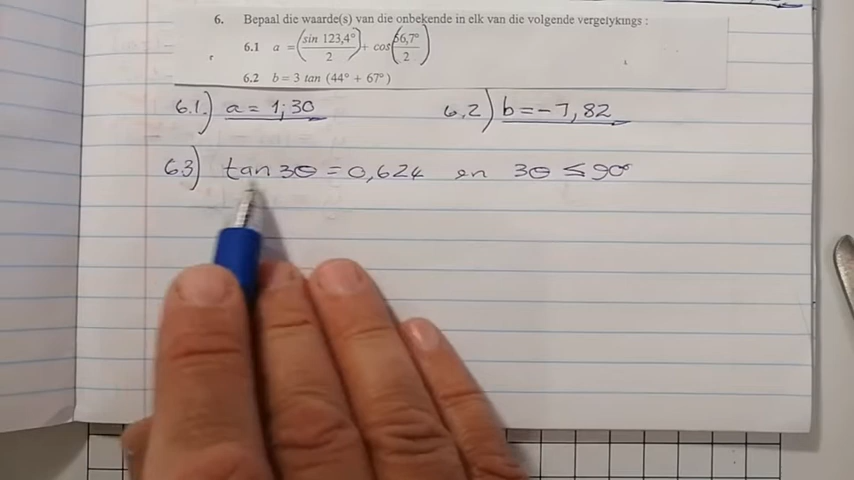 6. Bepaal die waarde(s) van die onbekende in elk van die volgende vergelykings :
6.1 a = (sin 123,4° / 2) + cos(56,7° / 2)
6.2 b = 3 tan (44° + 67°)
6.1.) a = 1,30
6.2) b = -7,82
6.3) tan 3θ = 0,624 en 3θ ≤ 90°